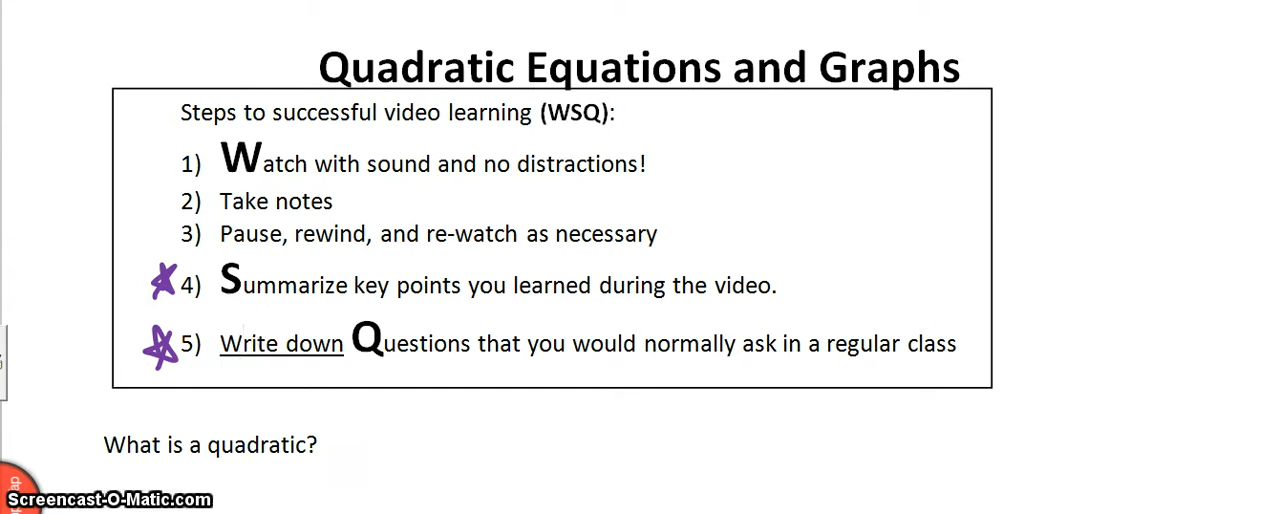 Quadratic Equations and Graphs
Steps to successful video learning (WSQ):
1) Watch with sound and no distractions!
2) Take notes
3) Pause, rewind, and re-watch as necessary
4) Summarize key points you learned during the video.
5) Write down Questions that you would normally ask in a regular class
What is a quadratic?
Screencast-O-Matic.com